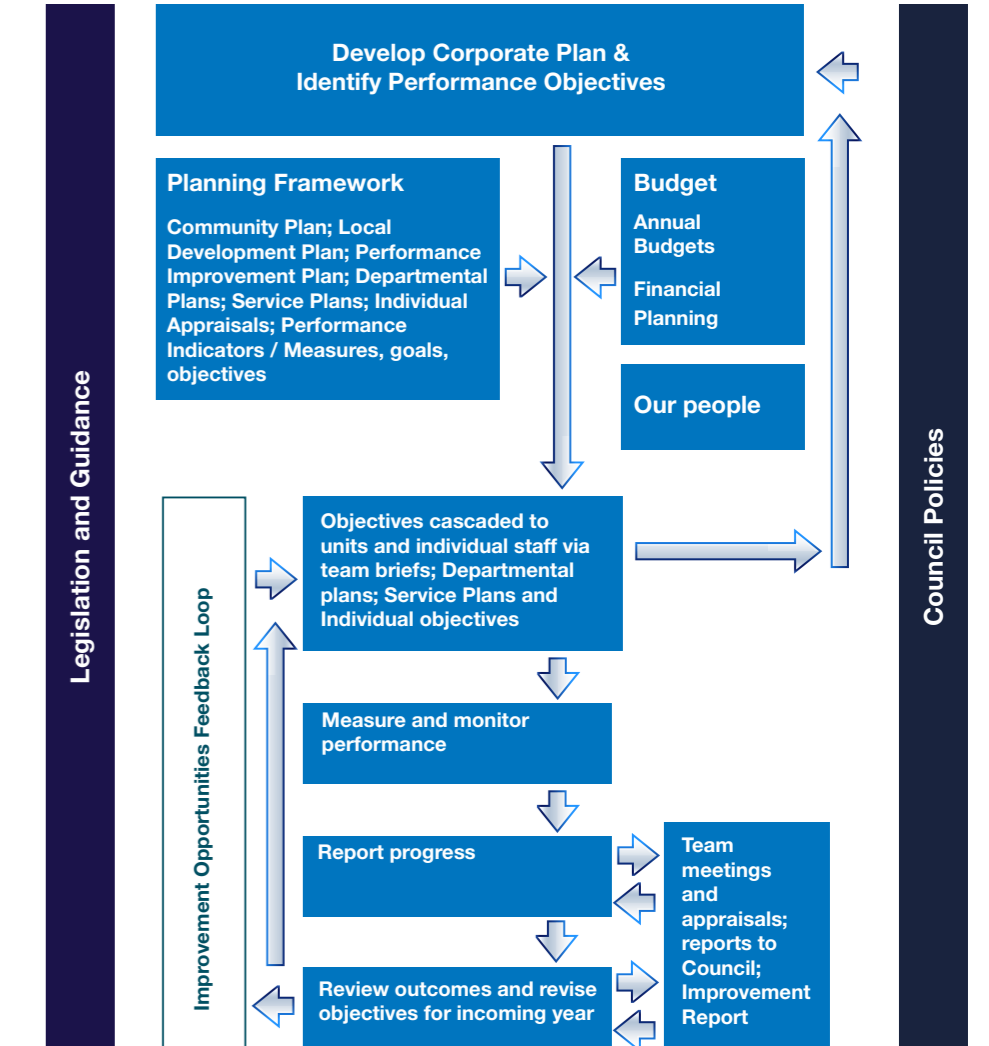 Develop Corporate Plan &
Identify Performance Objectives
Planning Framework
Community Plan; Local
Development Plan; Performance
Improvement Plan; Departmental
Plans; Service Plans; Individual
Appraisals; Performance
Indicators / Measures, goals,
objectives
Budget
Annual
Budgets
Financial
Planning
Our people
Legislation and Guidance
Council Policies
Improvement Opportunities Feedback Loop
Objectives cascaded to
units and individual staff via
team briefs; Departmental
plans; Service Plans and
Individual objectives
Measure and monitor
performance
Report progress
Team
meetings
and
appraisals;
reports to
Council;
Improvement
Report
Review outcomes and revise
objectives for incoming year